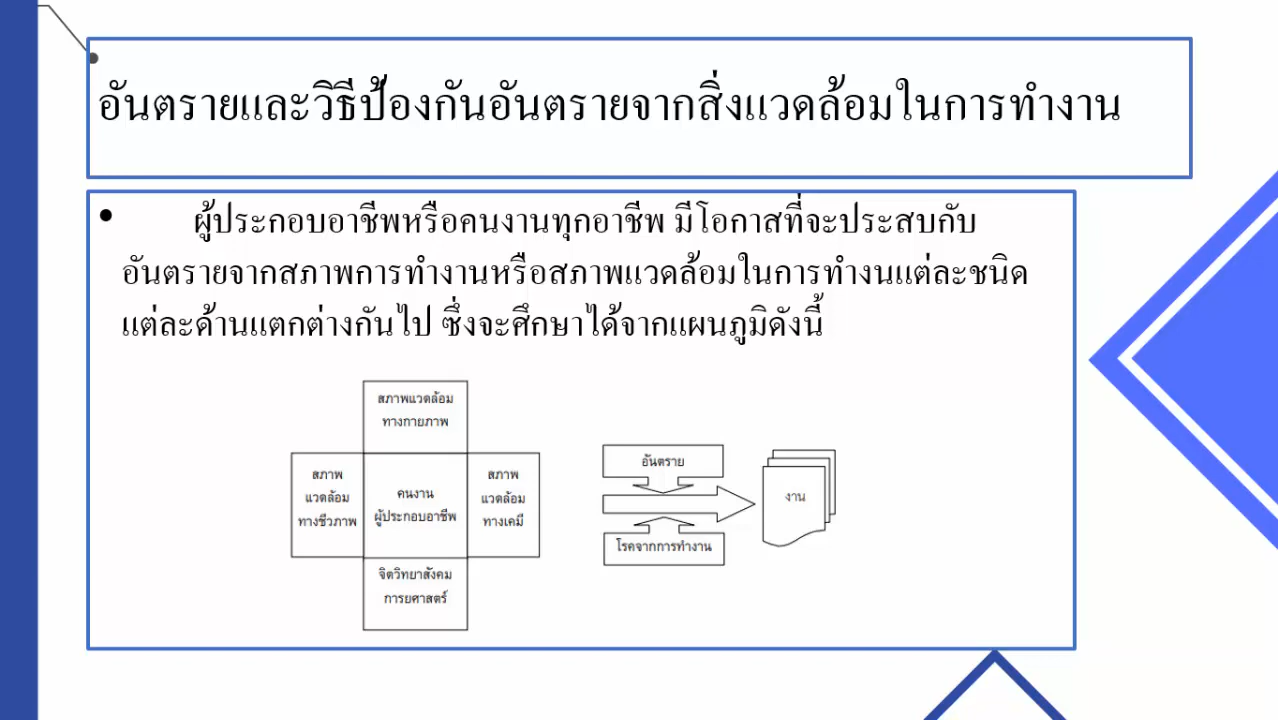 อันตรายและวิธีป้องกันอันตรายจากสิ่งแวดล้อมในการทำงาน
ผู้ประกอบอาชีพหรือคนงานทุกอาชีพ มีโอกาสที่จะประสบกับ
อันตรายจากสภาพการทำงานหรือสภาพแวดล้อมในการทำงนแต่ละชนิด
แต่ละด้านแตกต่างกันไป ซึ่งจะศึกษาได้จากแผนภูมิดังนี้
สภาพแวดล้อม
ทางกายภาพ
สภาพ
แวดล้อม
ทางชีวภาพ
คนงาน
ผู้ประกอบอาชีพ
สภาพ
แวดล้อม
ทางเคมี
จิตวิทยาสังคม
การยศาสตร์
อันตราย
โรคจากการทำงาน
งาน